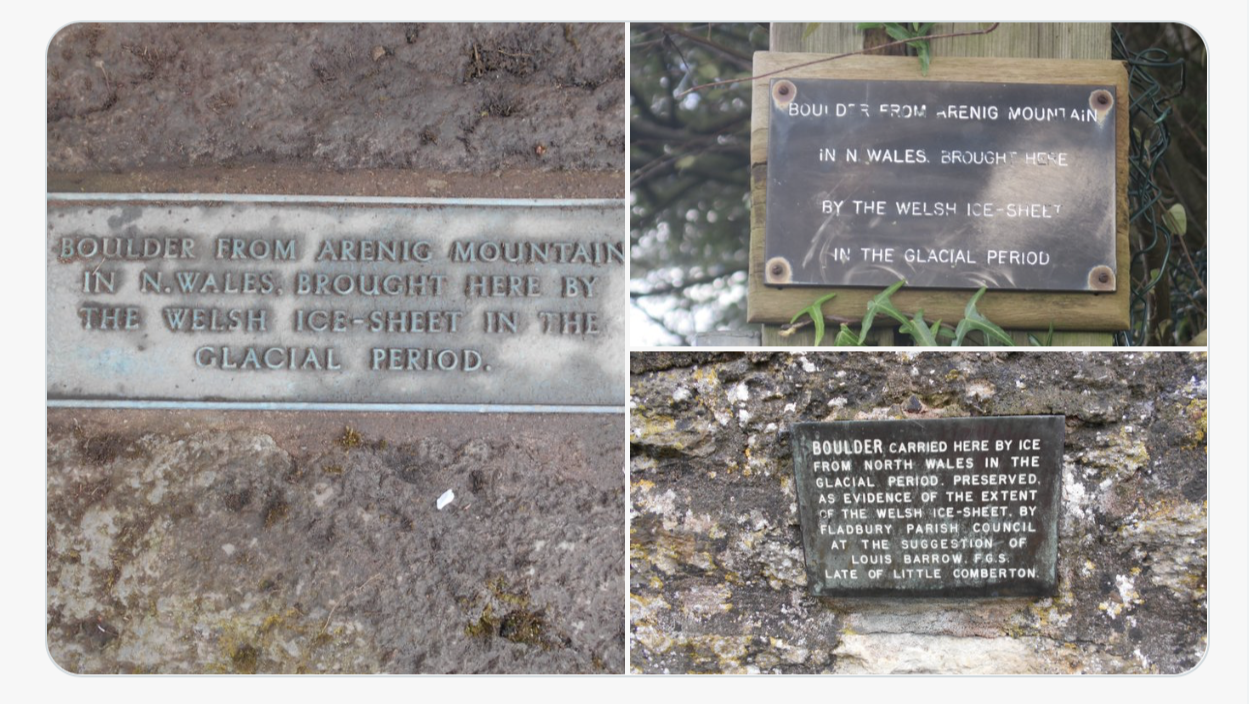 BOULDER FROM ARENIG MOUNTAIN
IN N. WALES. BROUGHT HERE BY
THE WELSH ICE-SHEET IN THE
GLACIAL PERIOD.
BOULDER FROM ARENIG MOUNTAIN
IN N. WALES. BROUGHT HERE
BY THE WELSH ICE-SHEET
IN THE GLACIAL PERIOD
BOULDER CARRIED HERE BY ICE
FROM NORTH WALES IN THE
GLACIAL PERIOD. PRESERVED,
AS EVIDENCE OF THE EXTENT
OF THE WELSH ICE-SHEET, BY
FLADBURY PARISH COUNCIL
AT THE SUGGESTION OF
LOUIS BARROW, F.G.S.
LATE OF LITTLE COMBERTON.